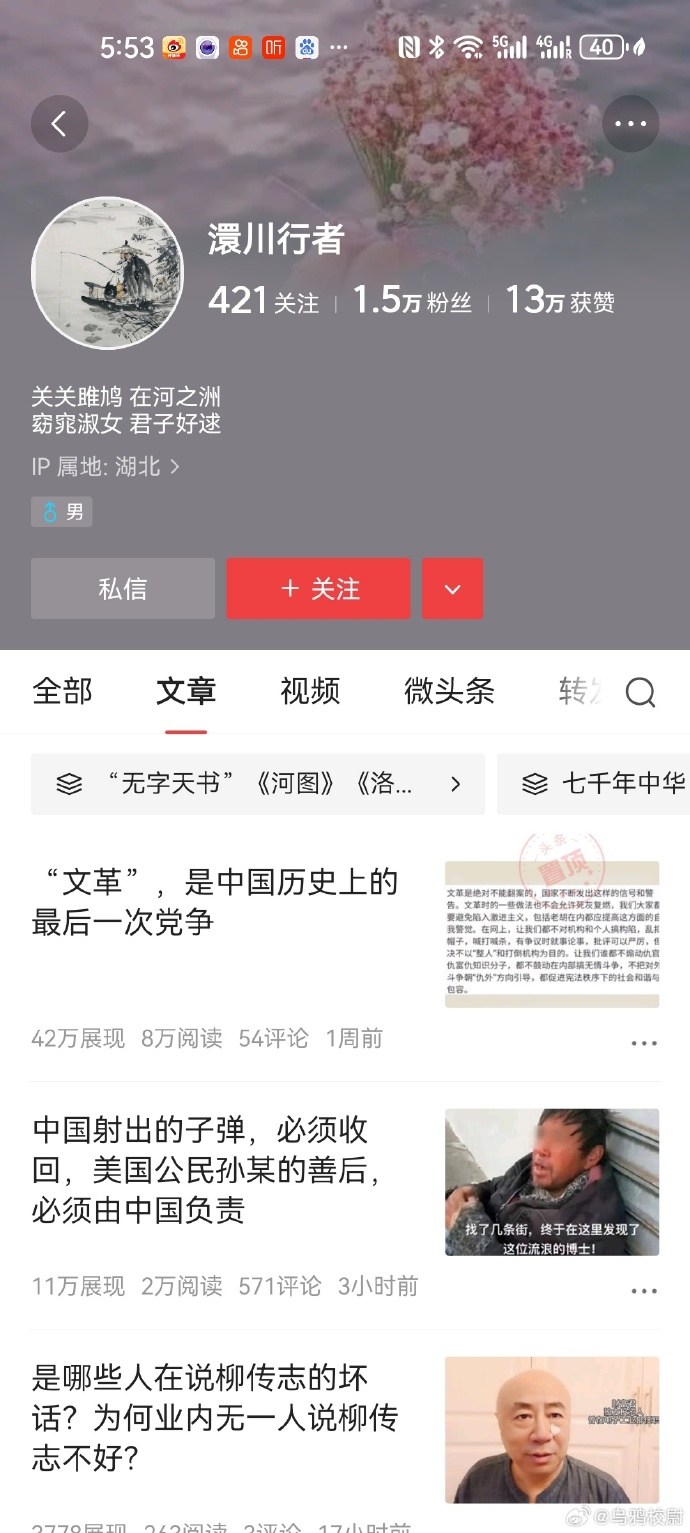 5:53
听
5G
4G
R
40
澴川行者
421 关注 1.5万 粉丝 13万 获赞
关关雎鸠 在河之洲
窈窕淑女 君子好逑
IP 属地: 湖北
男
私信
+ 关注
全部 文章 视频 微头条
“无字天书”《河图》《洛...
七千年中华
“文革”，是中国历史上的
最后一次党争
头条
置顶
文革是绝对不能翻案的，国家不断发出这样的信号和警
告。文革时的一些做法也不会允许死灰复燃，我们大家都
要避免陷入激进主义，包括老胡在内都应提高这方面的自
我警觉。在网上，让我们都不对机构和个人搞构陷，乱扣
帽子，喊打喊杀，有争议时就事论事，批评可以严厉，但
决不以“整人”和打倒机构为目的。让我们谁都不煽动仇官
仇富仇知识分子，都不鼓动在内部搞无情斗争，不把对外
斗争朝“仇外”方向引导，都促进宪法秩序下的社会和谐与
包容。
42万展现 8万阅读 54评论 1周前
中国射出的子弹，必须收
回，美国公民孙某的善后，
必须由中国负责
找了几条街，终于在这里发现了
这位流浪的博士！
11万展现 2万阅读 571评论 3小时前
是哪些人在说柳传志的坏
话？为何业内无一人说柳传
志不好？
3778展现 263阅读 3评论 17小时前
@乌鸦校尉